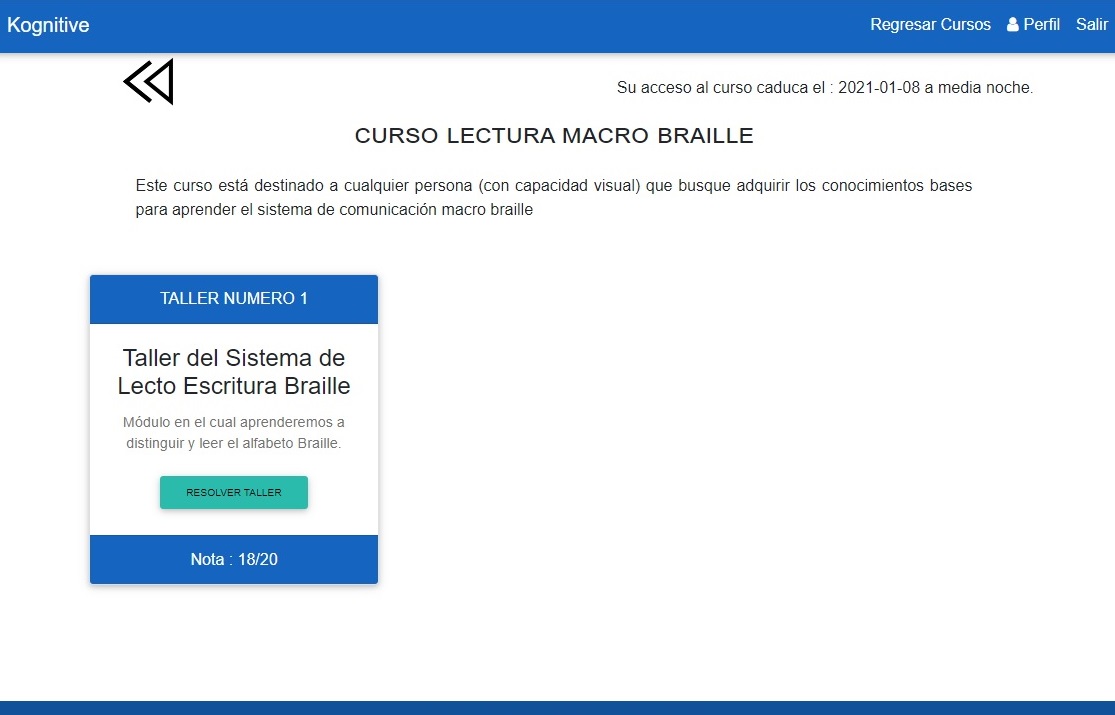 Kognitive
Regresar Cursos Perfil Salir
Su acceso al curso caduca el : 2021-01-08 a media noche.
CURSO LECTURA MACRO BRAILLE
Este curso está destinado a cualquier persona (con capacidad visual) que busque adquirir los conocimientos bases
para aprender el sistema de comunicación macro braille
TALLER NUMERO 1
Taller del Sistema de
Lecto Escritura Braille
Módulo en el cual aprenderemos a
distinguir y leer el alfabeto Braille.
RESOLVER TALLER
Nota : 18/20